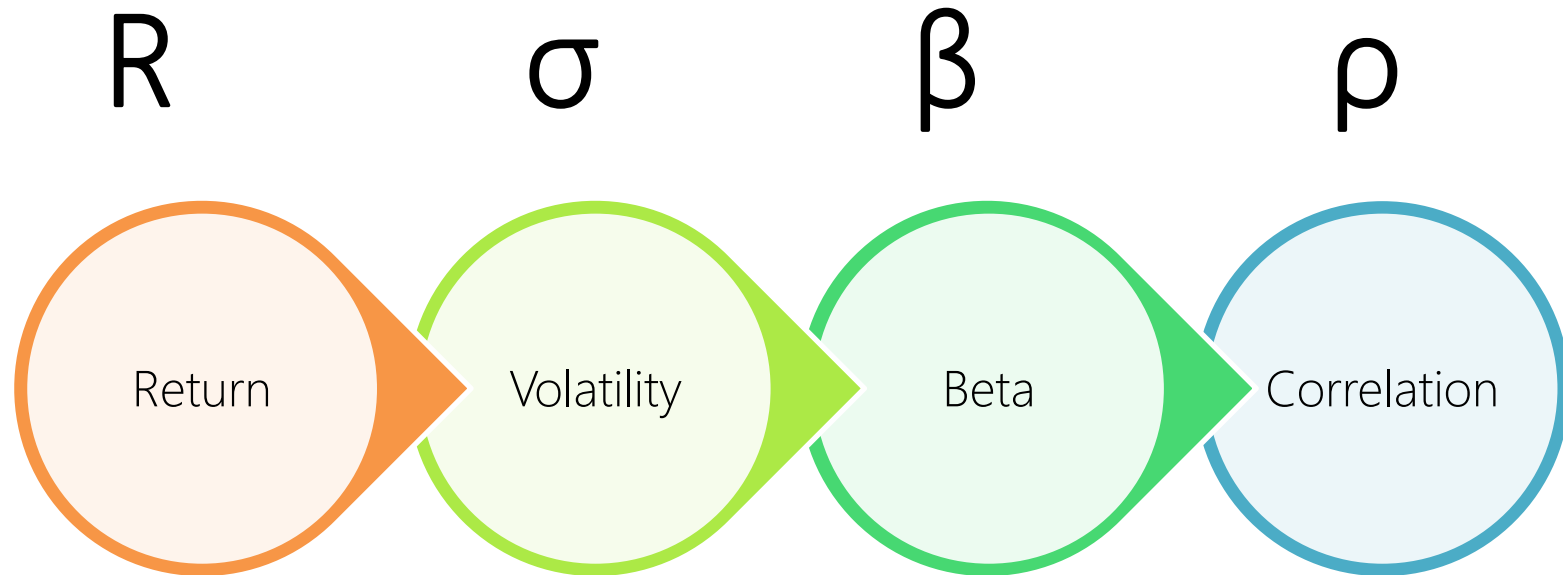 R σ β ρ
Return Volatility Beta Correlation